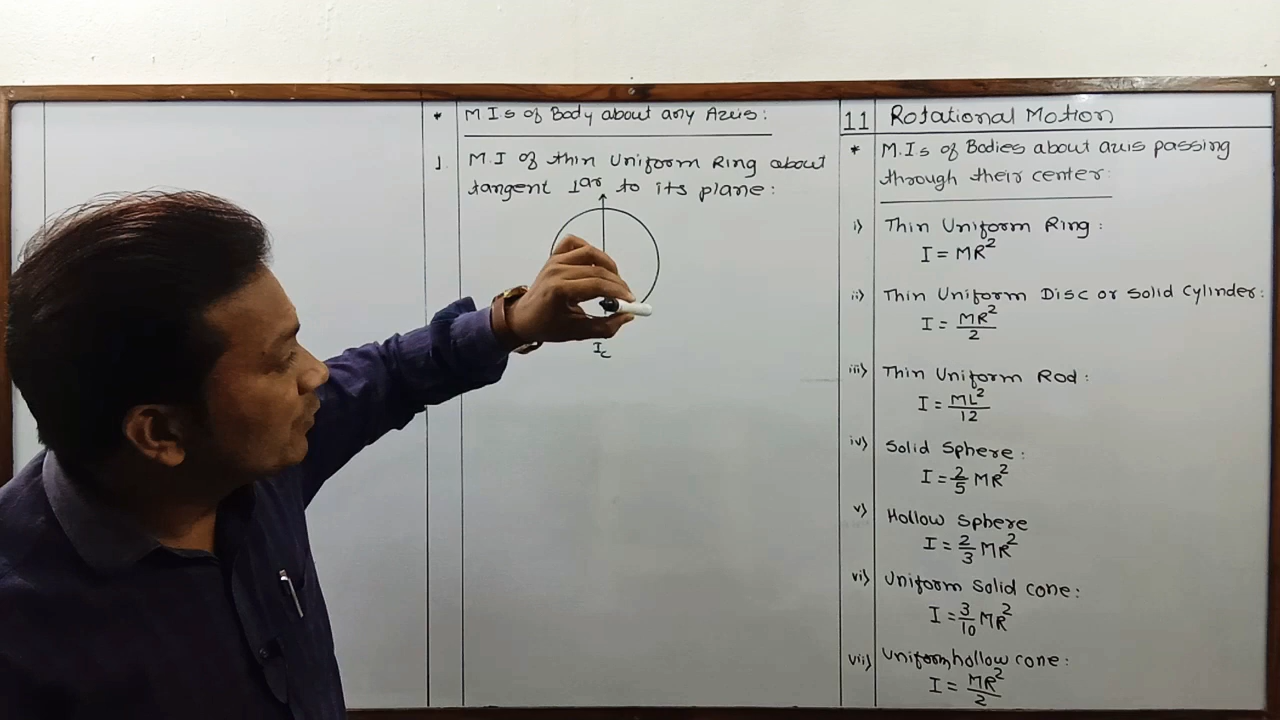 * M I s of Body about any Axis:
1. M.I of thin Uniform Ring about
tangent ⊥ar to its plane:
Ic
11 Rotational Motion
* M.Is of Bodies about axis passing
through their center:
i) Thin Uniform Ring:
I = MR²
ii) Thin Uniform Disc or Solid Cylinder:
I = MR²/2
iii) Thin Uniform Rod:
I = ML²/12
iv) Solid Sphere:
I = 2/5 MR²
v) Hollow Sphere
I = 2/3 MR²
vi) Uniform Solid Cone:
I = 3/10 MR²
vii) Uniform hollow cone:
I = MR²/2